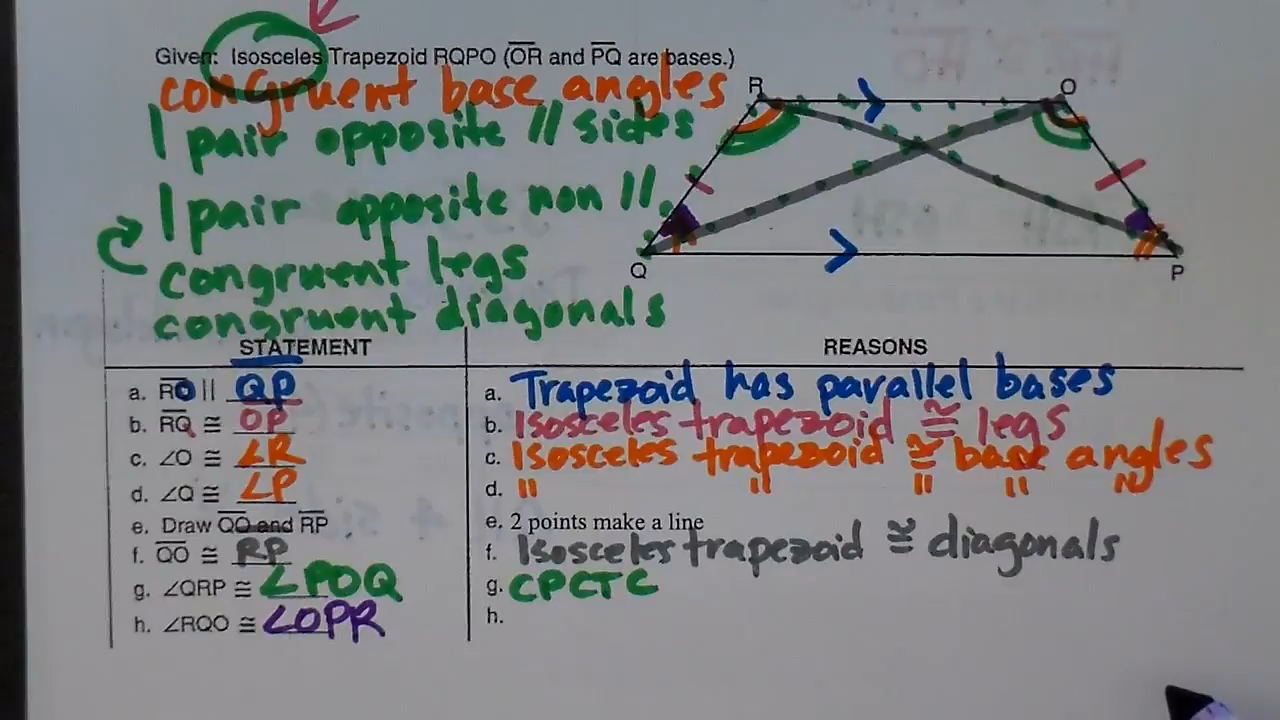 Given: Isosceles Trapezoid RQPO (OR and PQ are bases.)
congruent base angles
1 pair opposite // sides
1 pair opposite non //
congruent legs
congruent diagonals
R
O
Q
P
STATEMENT
REASONS
a. RO || QP
a. Trapezoid has parallel bases
b. RQ ≅ OP
b. Isosceles trapezoid ≅ legs
c. ∠O ≅ ∠R
c. Isosceles trapezoid ≅ base angles
d. ∠Q ≅ ∠P
d. " " " " "
e. Draw QO and RP
e. 2 points make a line
f. QO ≅ RP
f. Isosceles trapezoid ≅ diagonals
g. ∠QRP ≅ ∠POQ
g. CPCTC
h. ∠RQO ≅ ∠OPR
h.